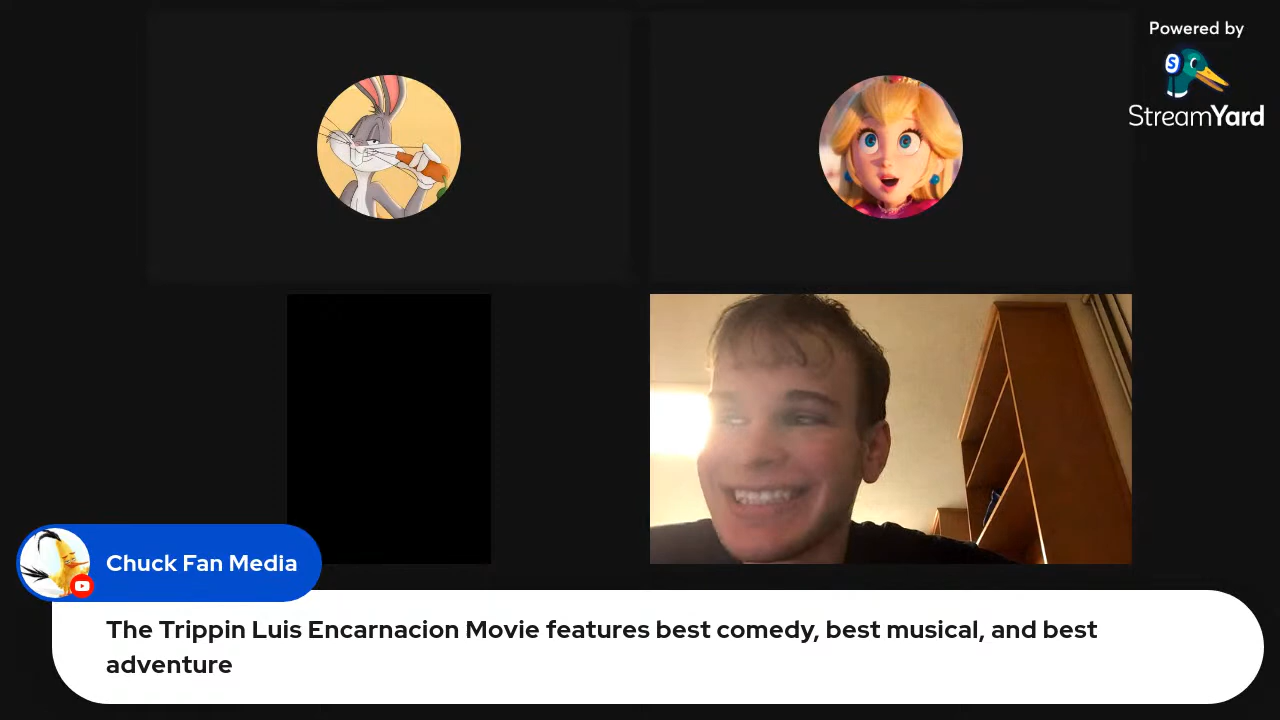 Powered by
StreamYard
Chuck Fan Media
The Trippin Luis Encarnacion Movie features best comedy, best musical, and best
adventure